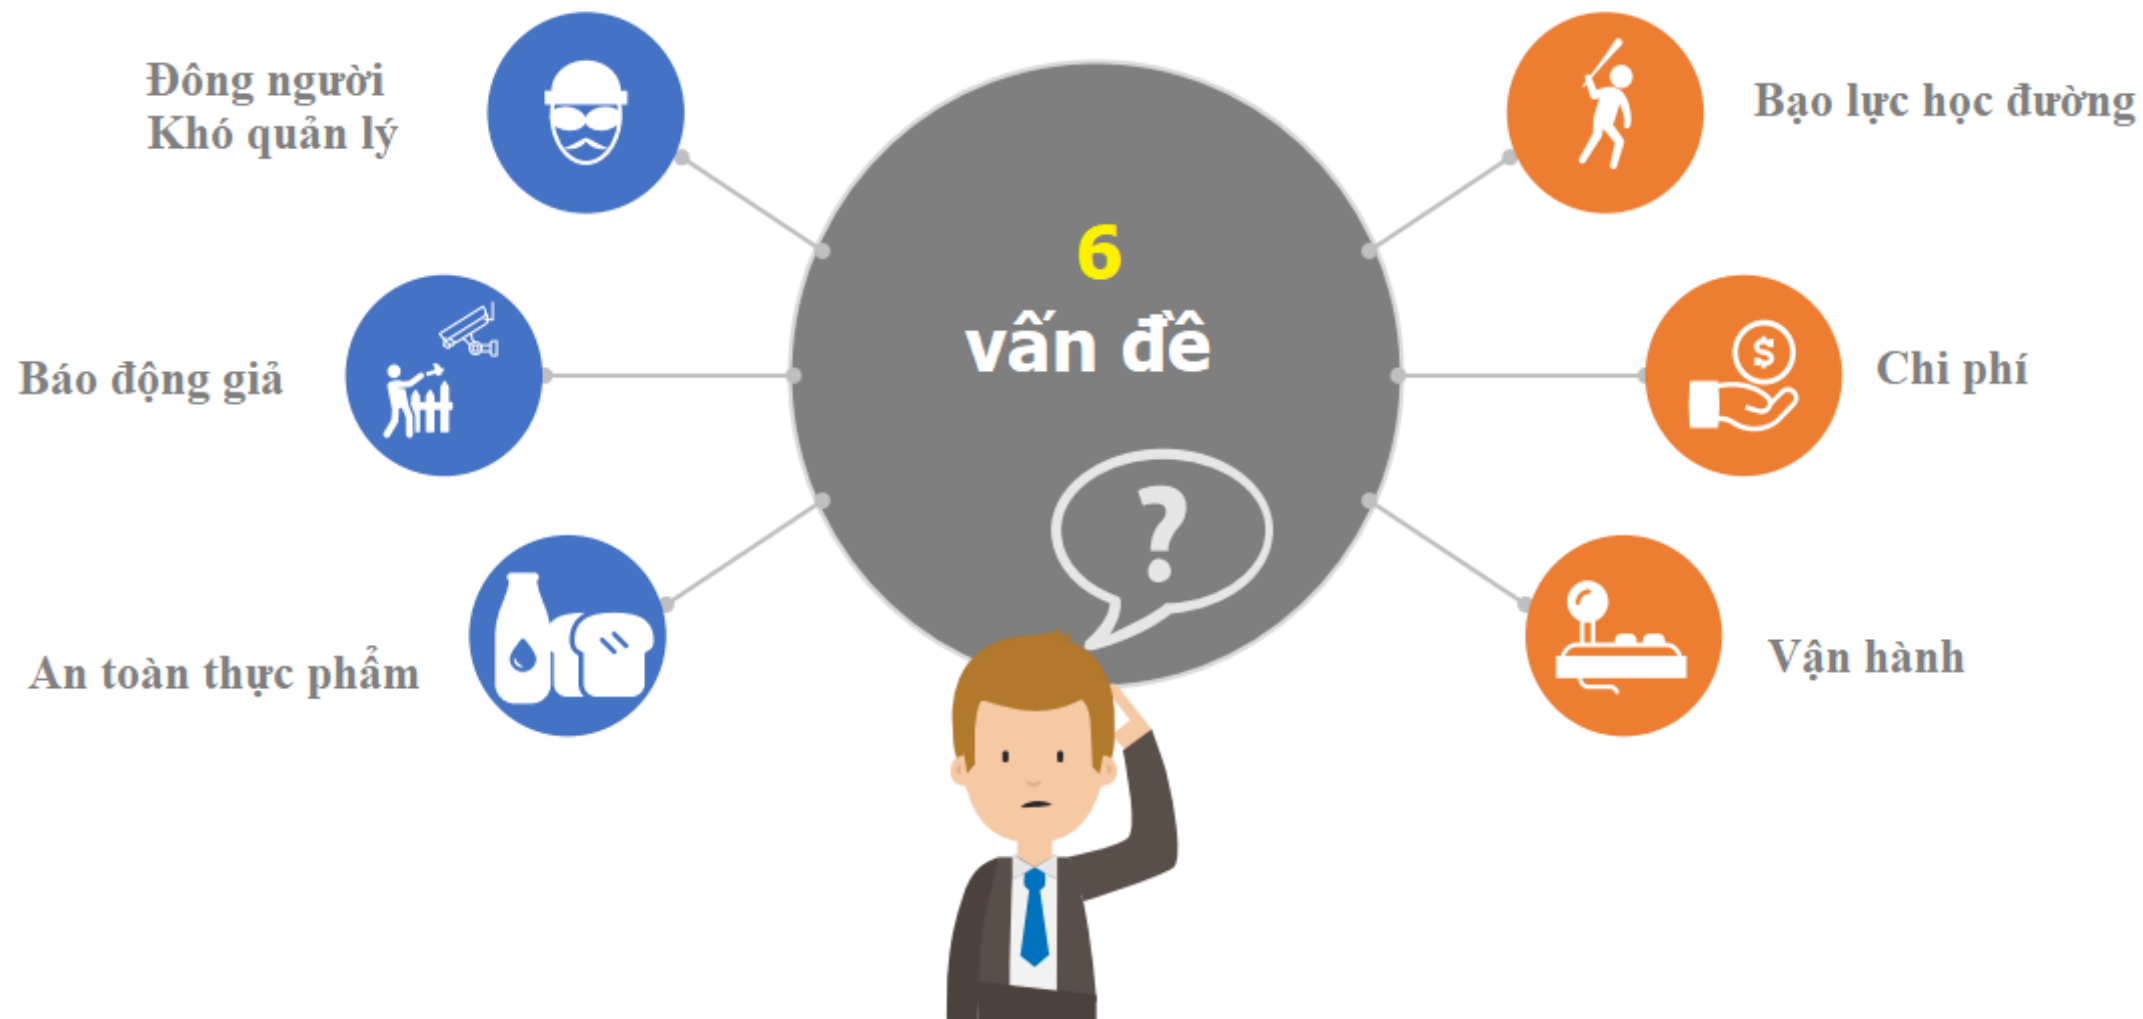 Đông người
Khó quản lý
Báo động giả
An toàn thực phẩm
6
vấn đề
?
Bạo lực học đường
Chi phí
$
Vận hành